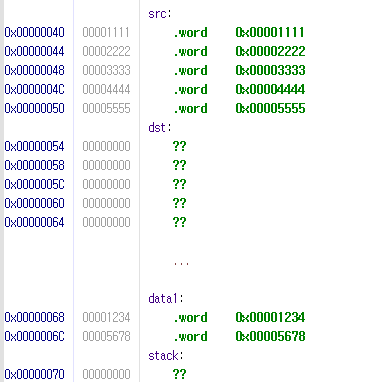 src:
0x00000040 00001111 .word 0x00001111
0x00000044 00002222 .word 0x00002222
0x00000048 00003333 .word 0x00003333
0x0000004C 00004444 .word 0x00004444
0x00000050 00005555 .word 0x00005555
dst:
0x00000054 00000000 ??
0x00000058 00000000 ??
0x0000005C 00000000 ??
0x00000060 00000000 ??
0x00000064 00000000 ??
...
data1:
0x00000068 00001234 .word 0x00001234
0x0000006C 00005678 .word 0x00005678
stack:
0x00000070 00000000 ??